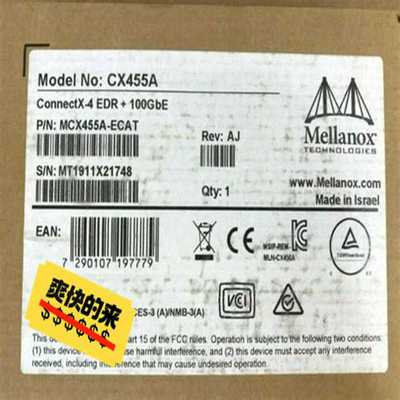 Model No: CX455A
ConnectX-4 EDR + 100GbE
P/N: MCX455A-ECAT
Rev: AJ
Mellanox
TECHNOLOGIES
S/N: MT1911X21748
Qty: 1
www.Mellanox.com
Made in Israel
EAN:
7 290107 197779
MSIP-REM-
MLN-CX455A
VCI
爽快的来
$$$$$$
CES-3 (A)/NMB-3(A)
art 15 of the FCC rules. Operation is subject to the following two conditions:
(1) this device may cause harmful interference, and (2) this device must accept any
interference received, including interference that may cause undesired operation.